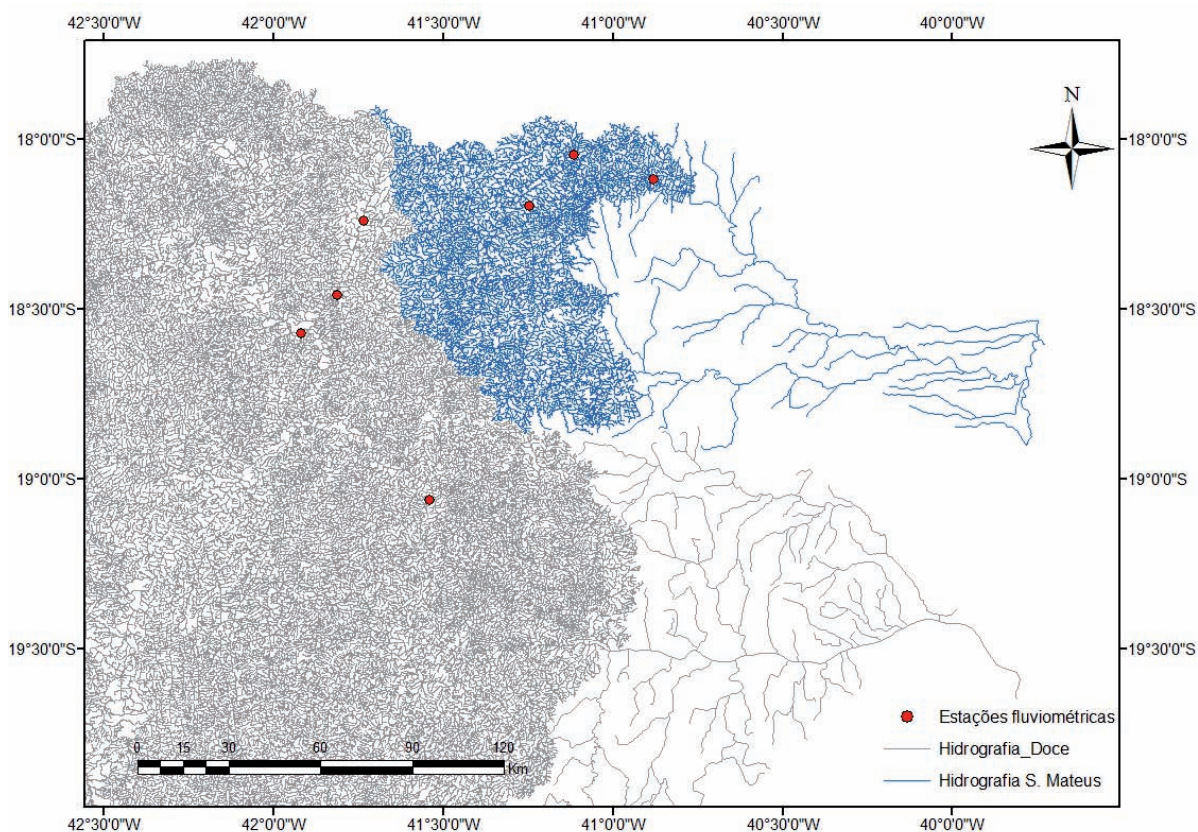 42°30'0"W 42°0'0"W 41°30'0"W 41°0'0"W 40°30'0"W 40°0'0"W
N
18°0'0"S 18°0'0"S
18°30'0"S 18°30'0"S
19°0'0"S 19°0'0"S
19°30'0"S 19°30'0"S
Estações fluviométricas
Hidrografia_Doce
Hidrografia S. Mateus
0 15 30 60 90 120
Km
42°30'0"W 42°0'0"W 41°30'0"W 41°0'0"W 40°30'0"W 40°0'0"W